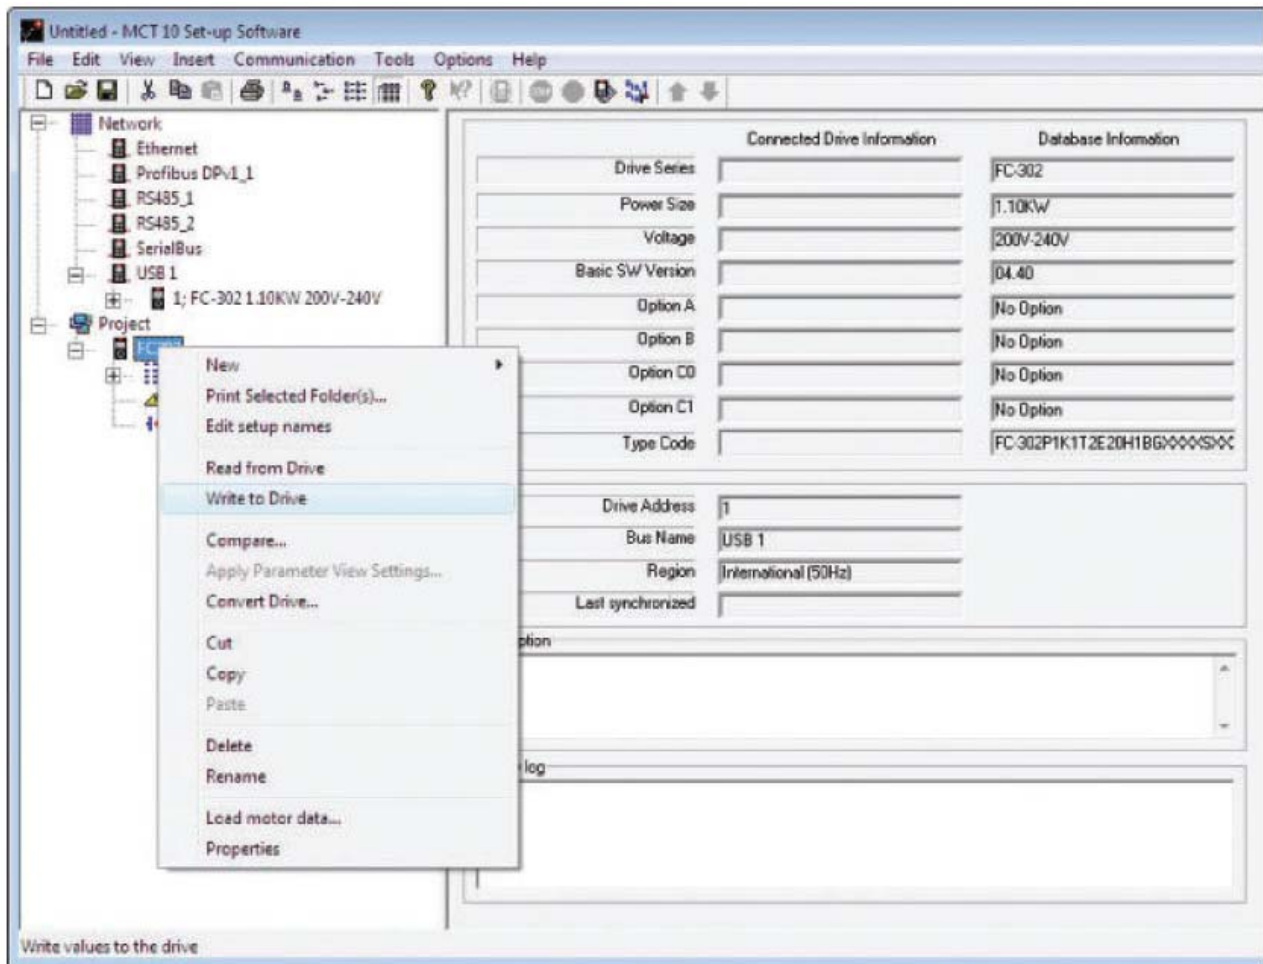 Untitled - MCT 10 Set-up Software
File Edit View Insert Communication Tools Options Help
Network
Ethernet
Profibus DPv1_1
RS485_1
RS485_2
SerialBus
USB 1
1; FC-302 1.10KW 200V-240V
Project
New
Print Selected Folder(s)...
Edit setup names
Read from Drive
Write to Drive
Compare...
Apply Parameter View Settings...
Convert Drive...
Cut
Copy
Paste
Delete
Rename
Load motor data...
Properties
Connected Drive Information Database Information
Drive Series FC-302
Power Size 1.10KW
Voltage 200V-240V
Basic SW Version 04.40
Option A No Option
Option B No Option
Option C0 No Option
Option C1 No Option
Type Code FC-302P1K1T2E20H1BGXXXXSXX
Drive Address 1
Bus Name USB 1
Region International (50Hz)
Last synchronized
ption
log
Write values to the drive